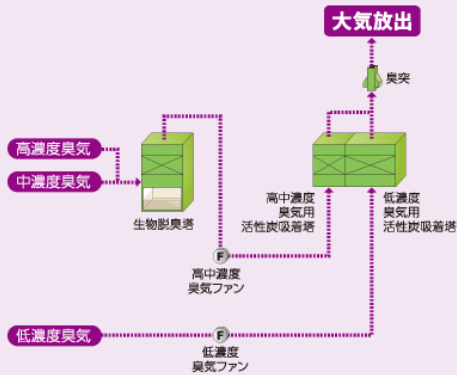 大気放出
臭突
高濃度臭気
中濃度臭気
生物脱臭塔
高中濃度
臭気用
活性炭吸着塔
低濃度
臭気用
活性炭吸着塔
F
高中濃度
臭気ファン
低濃度臭気
F
低濃度
臭気ファン